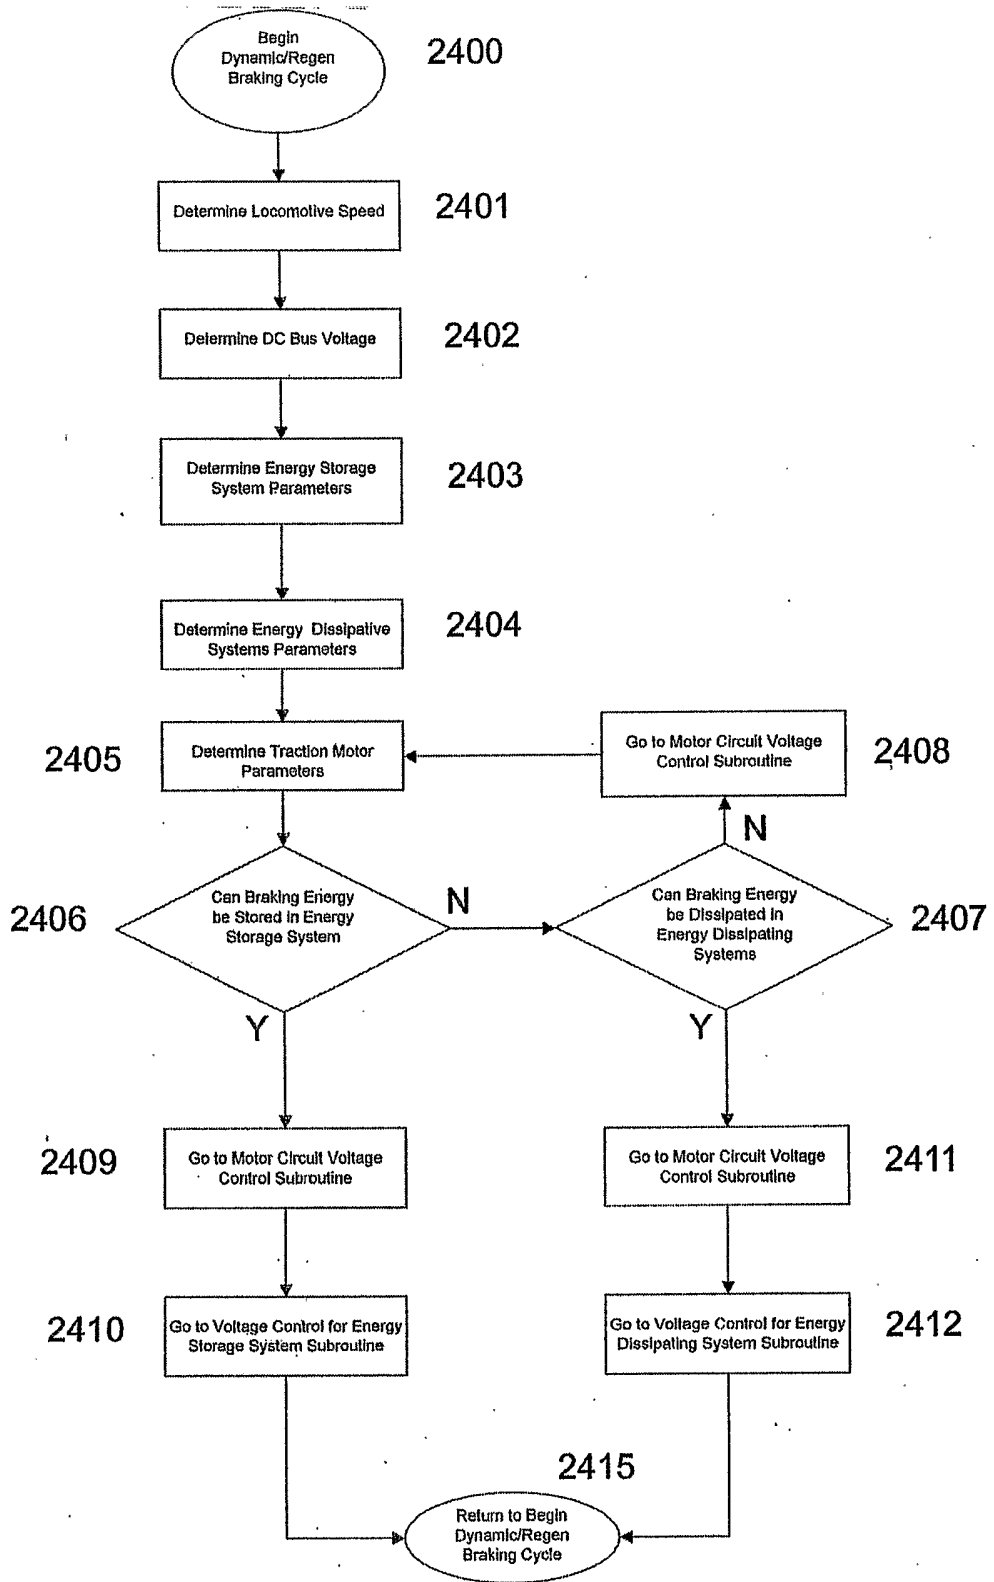 Begin
Dynamic/Regen
Braking Cycle
2400
Determine Locomotive Speed
2401
Determine DC Bus Voltage
2402
Determine Energy Storage
System Parameters
2403
Determine Energy Dissipative
Systems Parameters
2404
2405
Determine Traction Motor
Parameters
Go to Motor Circuit Voltage
Control Subroutine
2408
N
2406
Can Braking Energy
be Stored in Energy
Storage System
N
Can Braking Energy
be Dissipated in
Energy Dissipating
Systems
2407
Y
Y
2409
Go to Motor Circuit Voltage
Control Subroutine
Go to Motor Circuit Voltage
Control Subroutine
2411
2410
Go to Voltage Control for Energy
Storage System Subroutine
Go to Voltage Control for Energy
Dissipating System Subroutine
2412
2415
Return to Begin
Dynamic/Regen
Braking Cycle